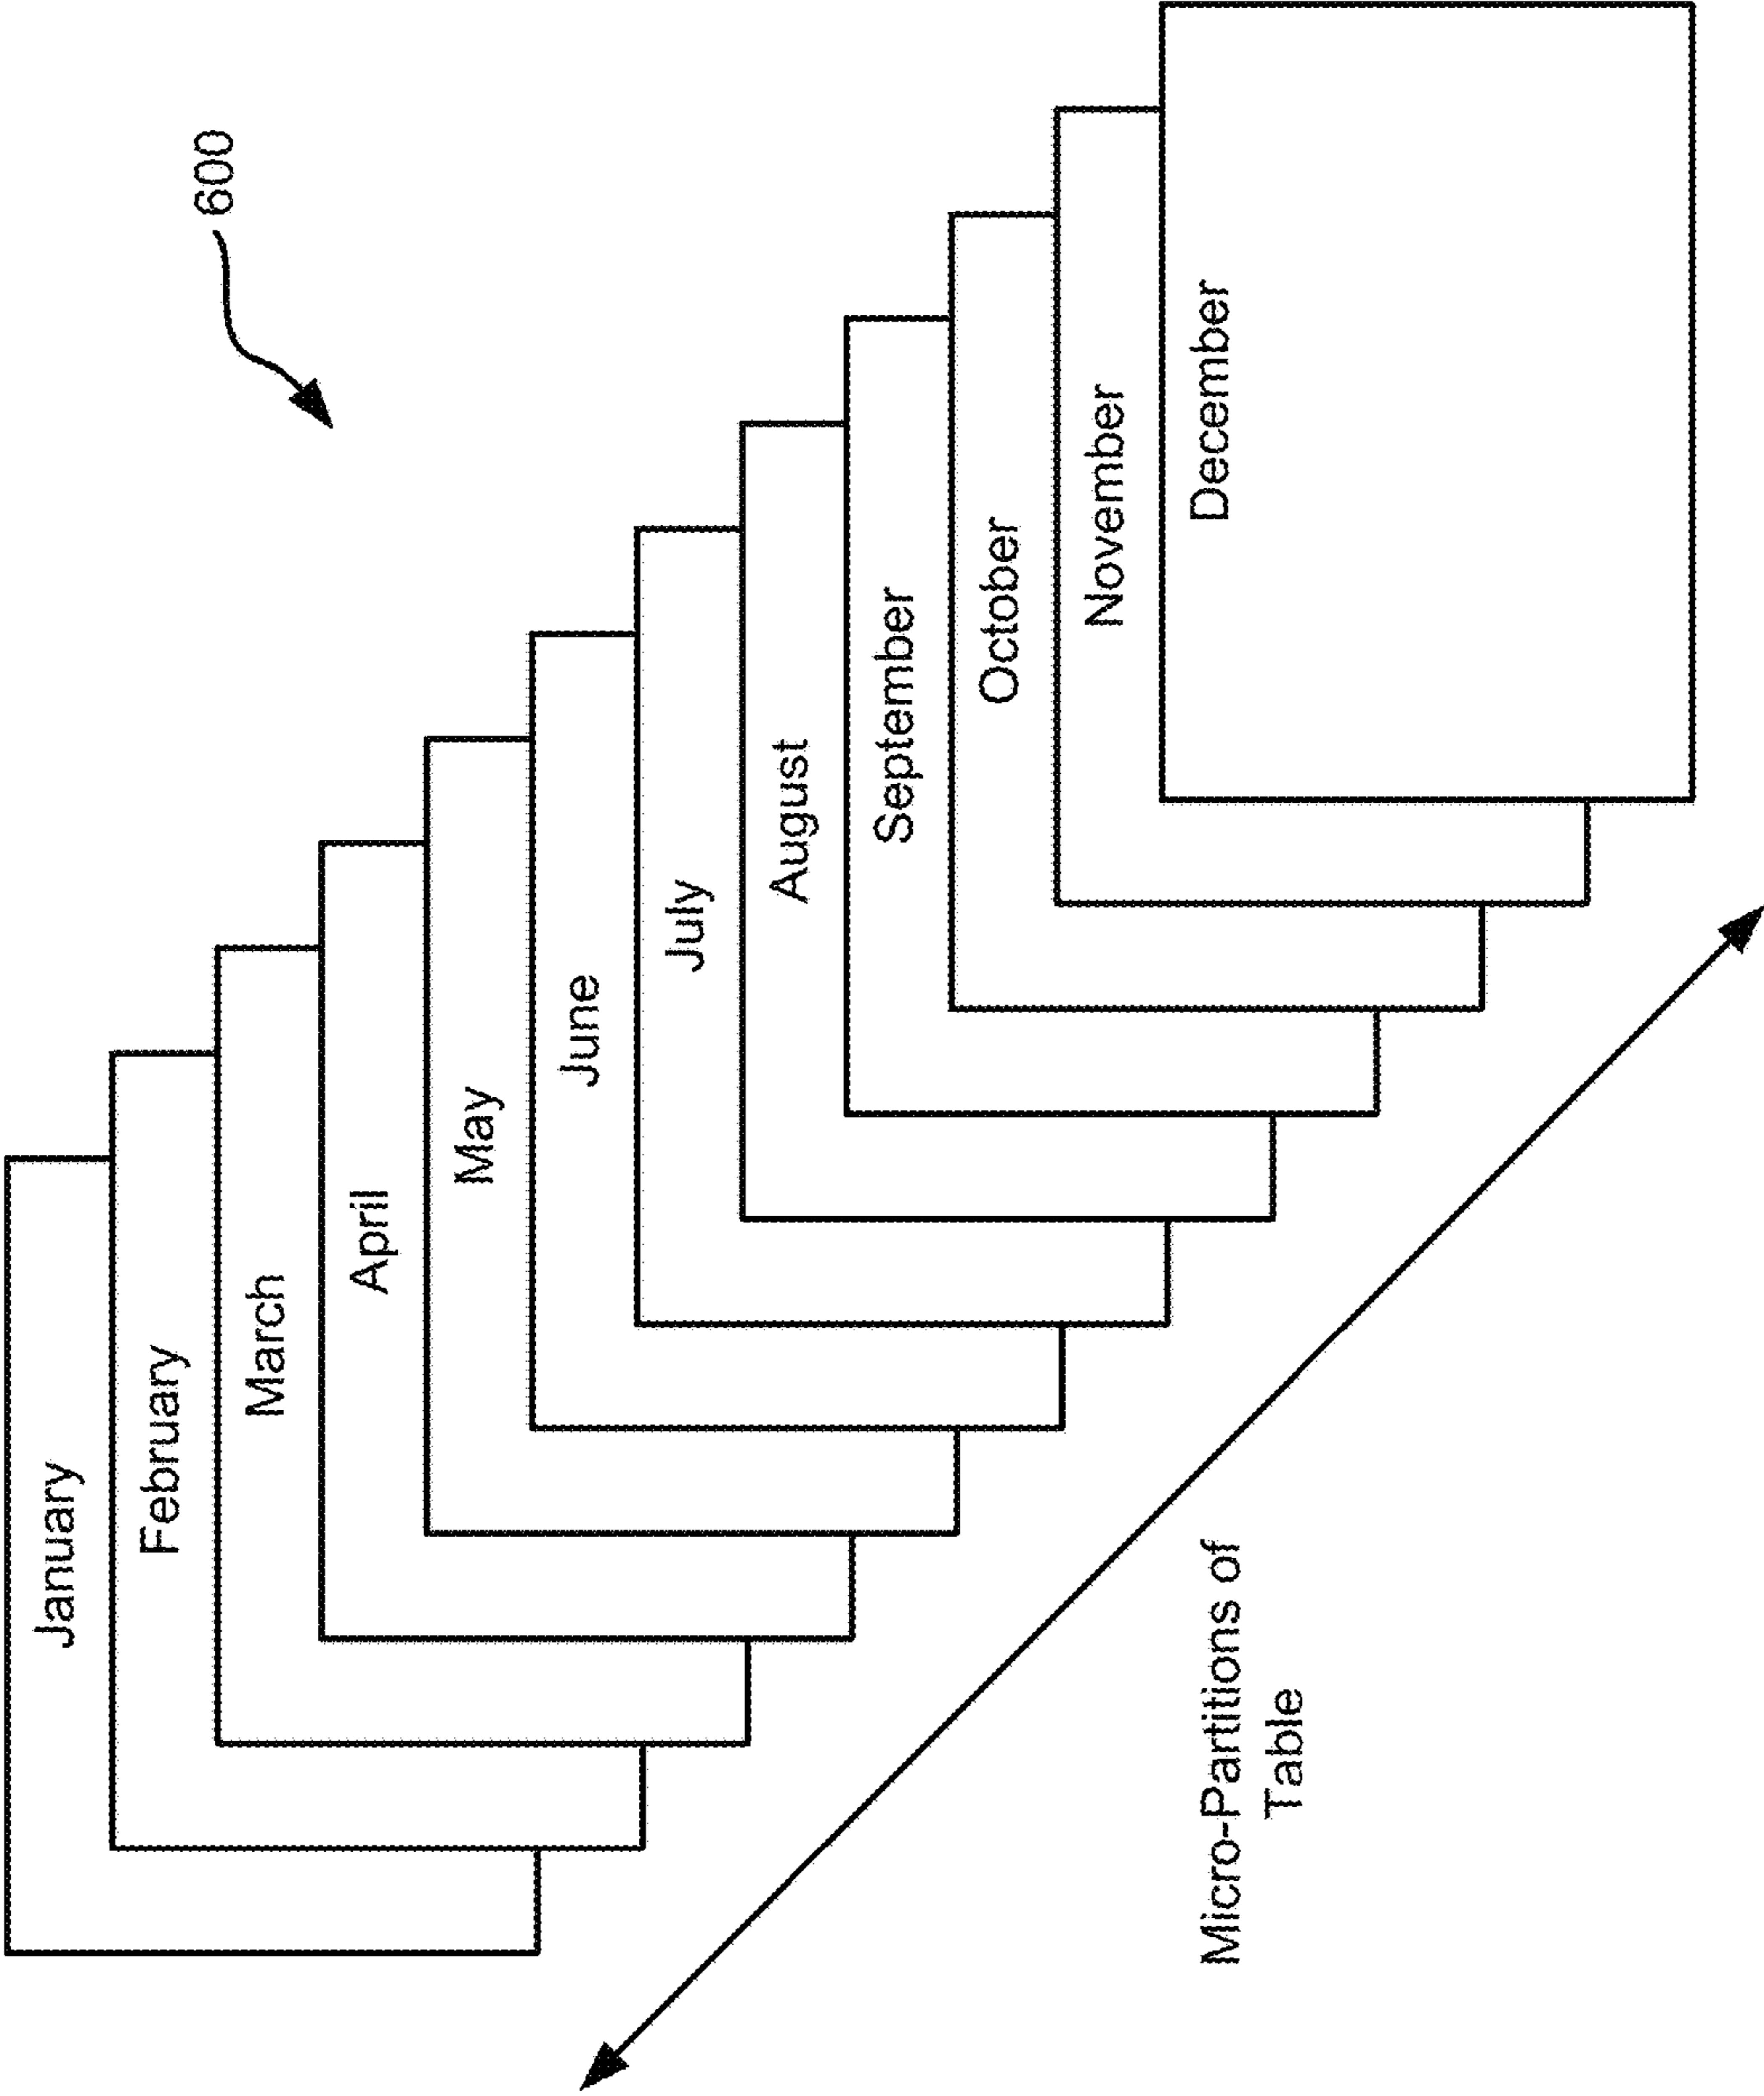 600
January
February
March
April
May
June
July
August
September
October
November
December
Micro-Partitions of
Table